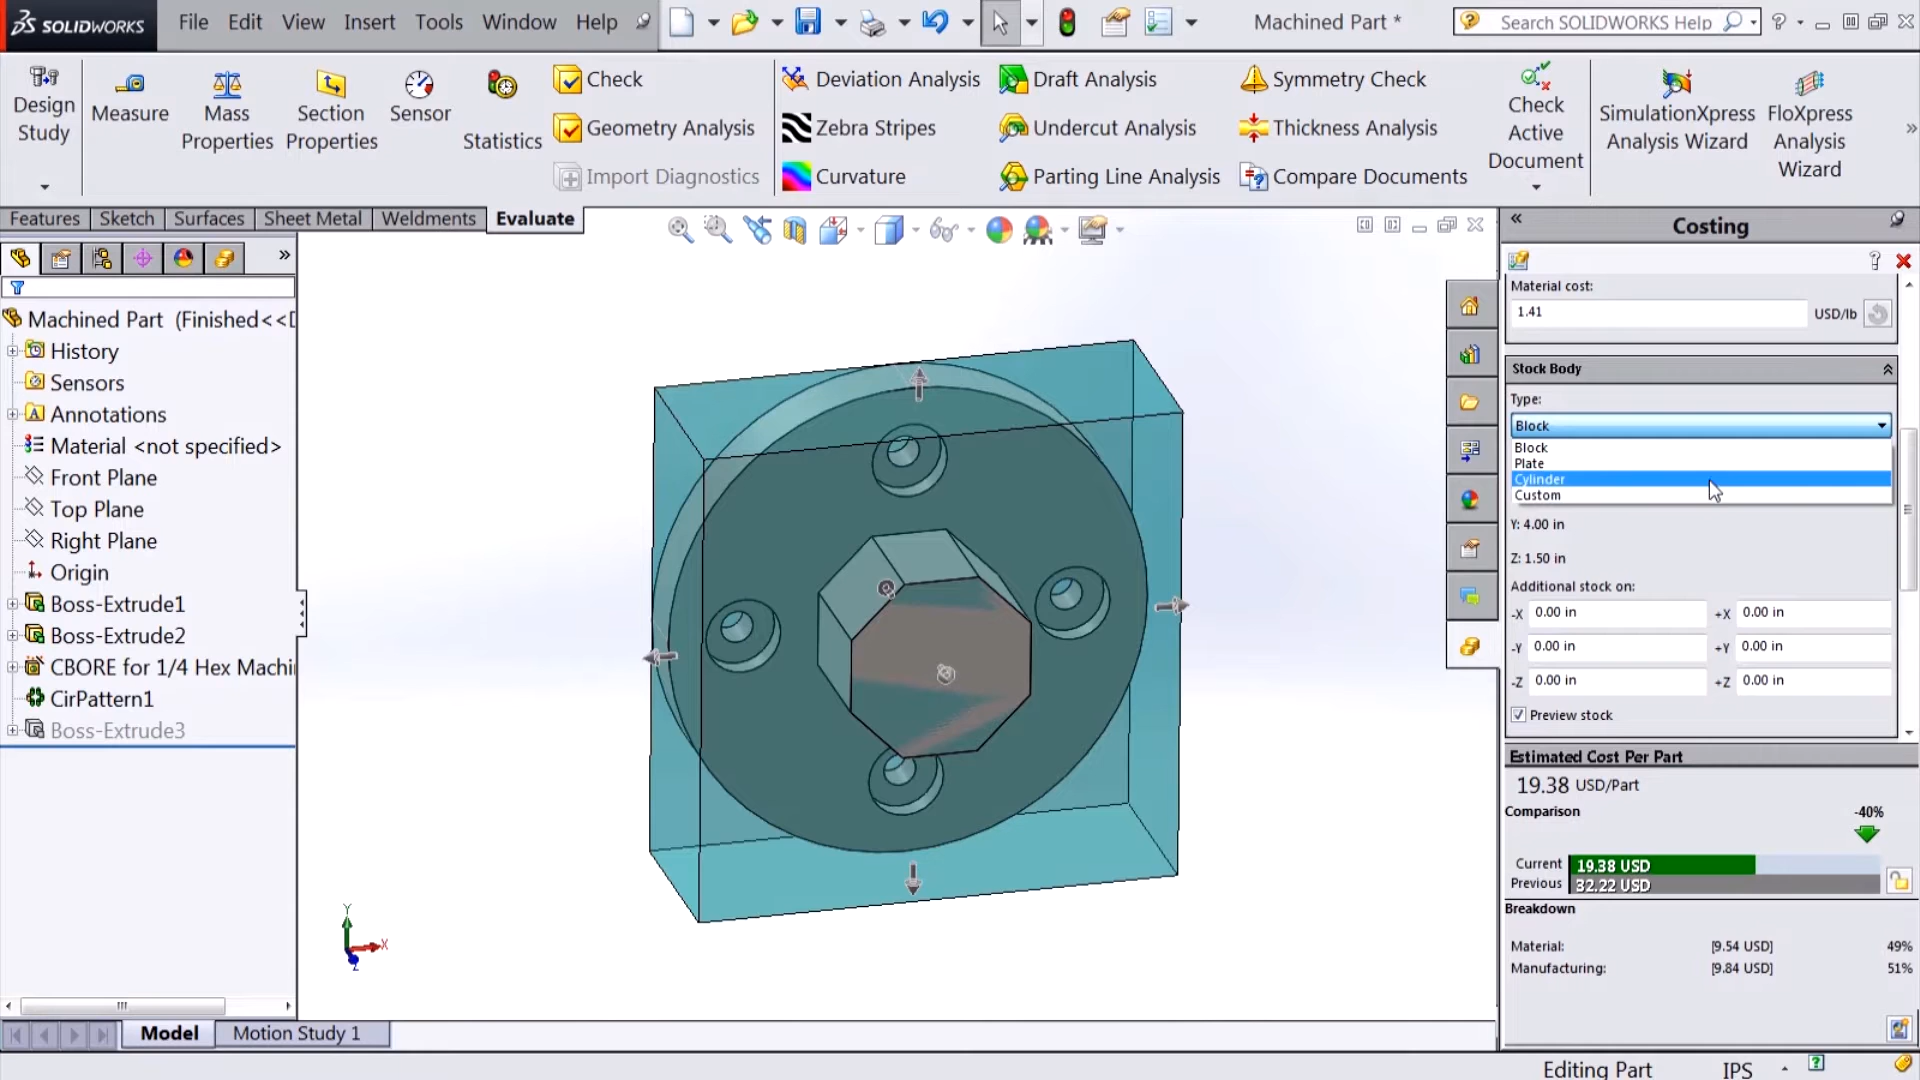 SOLIDWORKS
File Edit View Insert Tools Window Help
Machined Part *
Search SOLIDWORKS Help
Design Study
Measure
Mass Properties
Section Properties
Sensor
Statistics
Check
Geometry Analysis
Import Diagnostics
Deviation Analysis
Zebra Stripes
Curvature
Draft Analysis
Undercut Analysis
Parting Line Analysis
Symmetry Check
Thickness Analysis
Compare Documents
Check Active Document
SimulationXpress Analysis Wizard
FloXpress Analysis Wizard
Features Sketch Surfaces Sheet Metal Weldments Evaluate
Machined Part (Finished<<
History
Sensors
Annotations
Material <not specified>
Front Plane
Top Plane
Right Plane
Origin
Boss-Extrude1
Boss-Extrude2
CBORE for 1/4 Hex Machi
CirPattern1
Boss-Extrude3
Y
X
Z
Costing
Material cost:
1.41 USD/lb
Stock Body
Type:
Block
Block
Plate
Cylinder
Custom
Y: 4.00 in
Z: 1.50 in
Additional stock on:
-X 0.00 in +X 0.00 in
-Y 0.00 in +Y 0.00 in
-Z 0.00 in +Z 0.00 in
Preview stock
Estimated Cost Per Part
19.38 USD/Part
Comparison -40%
Current 19.38 USD
Previous 32.22 USD
Breakdown
Material: [9.54 USD] 49%
Manufacturing: [9.84 USD] 51%
Model Motion Study 1
Editing Part IPS